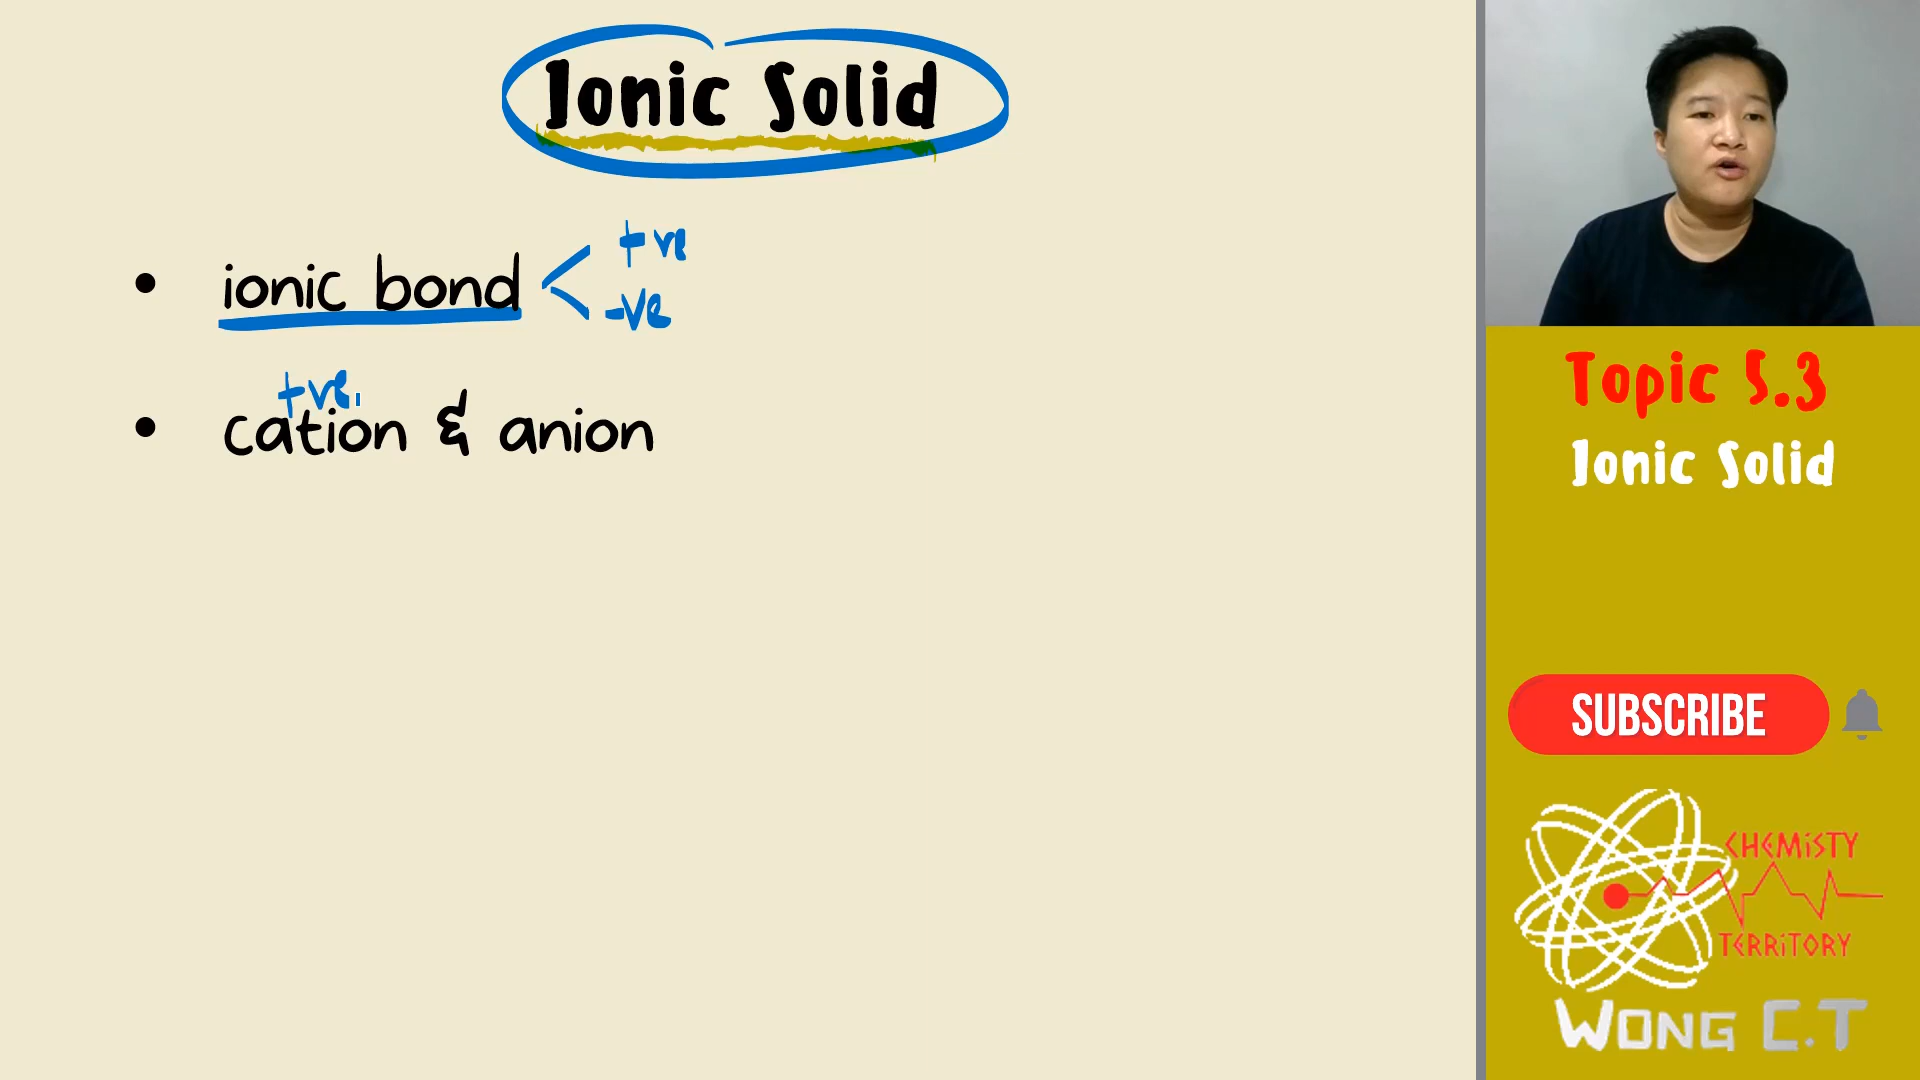 Ionic Solid
• ionic bond < +ve
-ve
+ve
• cation & anion
Topic 5.3
Ionic Solid
SUBSCRIBE
CHEMiSTY
TERRiTORY
WONG C.T